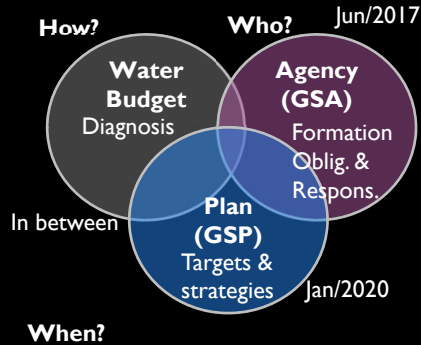 How?
Who?
Jun/2017
Water
Budget
Diagnosis
Agency
(GSA)
Formation
Oblig. &
Respons.
In between
Plan
(GSP)
Targets &
strategies
Jan/2020
When?